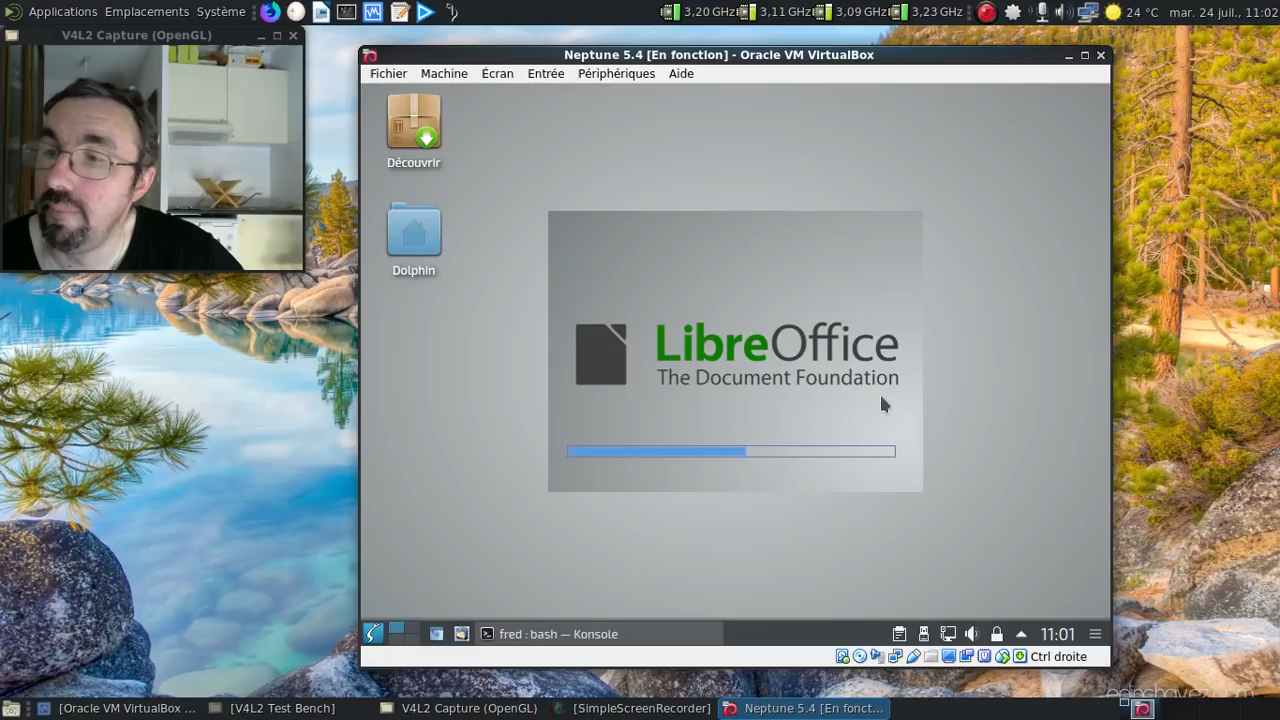 Applications Emplacements Système
3,20 GHz 3,11 GHz 3,09 GHz 3,23 GHz
24 °C mar. 24 juil., 11:02
V4L2 Capture (OpenGL)
Neptune 5.4 [En fonction] - Oracle VM VirtualBox
Fichier Machine Écran Entrée Périphériques Aide
Découvrir
Dolphin
LibreOffice
The Document Foundation
fred : bash — Konsole
11:01
Ctrl droite
[Oracle VM VirtualBox ...
[V4L2 Test Bench]
V4L2 Capture (OpenGL)
[SimpleScreenRecorder]
Neptune 5.4 [En fonct...